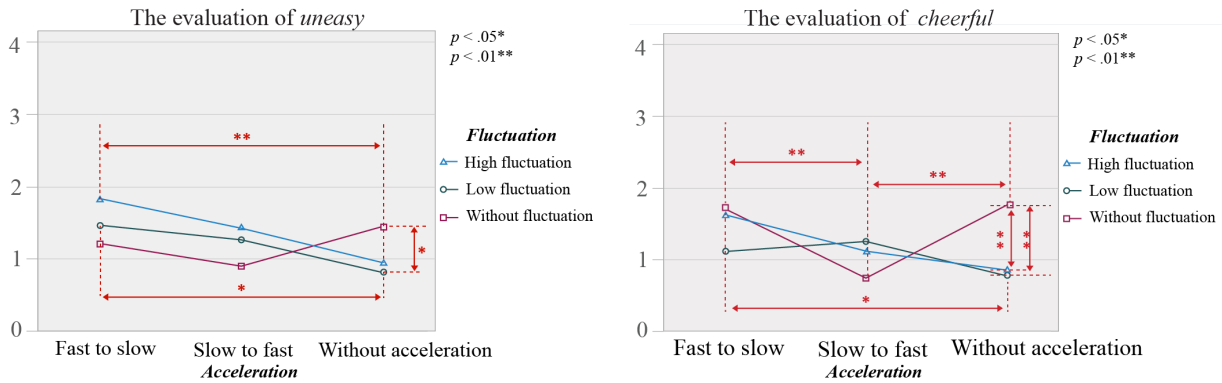 The evaluation of uneasy
p < .05*
p < .01**
4
3
2
1
0
**
*
*
Fluctuation
High fluctuation
Low fluctuation
Without fluctuation
Fast to slow
Slow to fast
Without acceleration
Acceleration
The evaluation of cheerful
p < .05*
p < .01**
4
3
2
1
0
**
**
**
**
*
Fluctuation
High fluctuation
Low fluctuation
Without fluctuation
Fast to slow
Slow to fast
Without acceleration
Acceleration